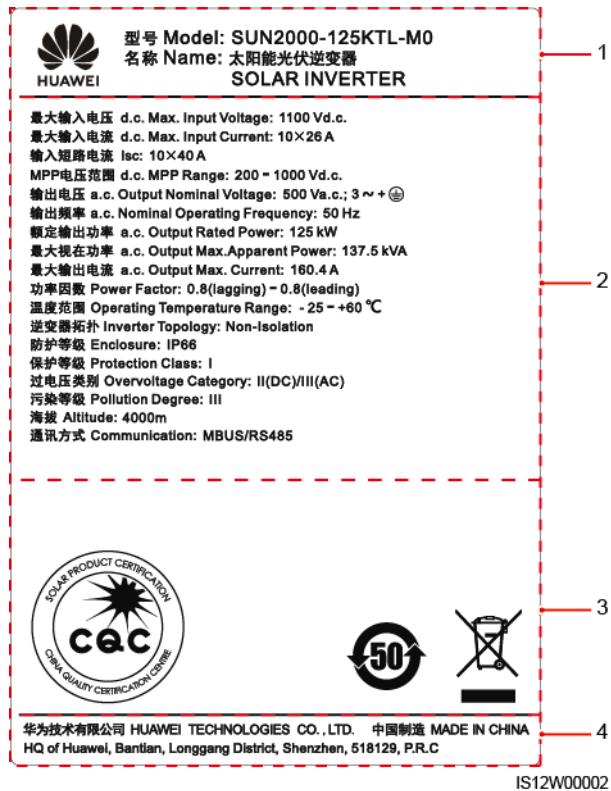 HUAWEI
型号 Model: SUN2000-125KTL-M0
名称 Name: 太阳能光伏逆变器
SOLAR INVERTER
1
最大输入电压 d.c. Max. Input Voltage: 1100 Vd.c.
最大输入电流 d.c. Max. Input Current: 10×26 A
输入短路电流 Isc: 10×40 A
MPP电压范围 d.c. MPP Range: 200 - 1000 Vd.c.
输出电压 a.c. Output Nominal Voltage: 500 Va.c.; 3 ~ + ⏚
输出频率 a.c. Nominal Operating Frequency: 50 Hz
额定输出功率 a.c. Output Rated Power: 125 kW
最大视在功率 a.c. Output Max.Apparent Power: 137.5 kVA
最大输出电流 a.c. Output Max. Current: 160.4 A
功率因数 Power Factor: 0.8(lagging) - 0.8(leading)
温度范围 Operating Temperature Range: - 25 - +60 ℃
逆变器拓扑 Inverter Topology: Non-Isolation
防护等级 Enclosure: IP66
保护等级 Protection Class: I
过电压类别 Overvoltage Category: II(DC)/III(AC)
污染等级 Pollution Degree: III
海拔 Altitude: 4000m
通讯方式 Communication: MBUS/RS485
2
SOLAR PRODUCT CERTIFICATION
CQC
CHINA QUALITY CERTIFICATION CENTRE
50
3
华为技术有限公司 HUAWEI TECHNOLOGIES CO.,LTD. 中国制造 MADE IN CHINA
HQ of Huawei, Bantian, Longgang District, Shenzhen, 518129, P.R.C
4
IS12W00002